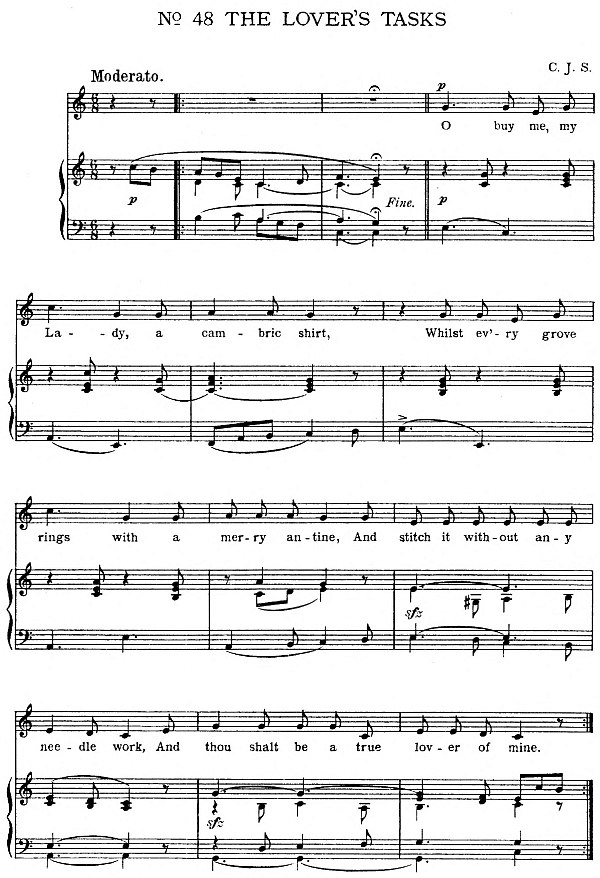 Nº 48 THE LOVER'S TASKS
C. J. S.
Moderato.
p
O buy me, my
p
Fine.
p
La - - dy, a cam - bric shirt, Whilst ev'-ry grove
rings with a mer-ry an-tine, And stitch it with-out an-y
sfz
nee-dle work, And thou shalt be a true lov-er of mine.
sfz